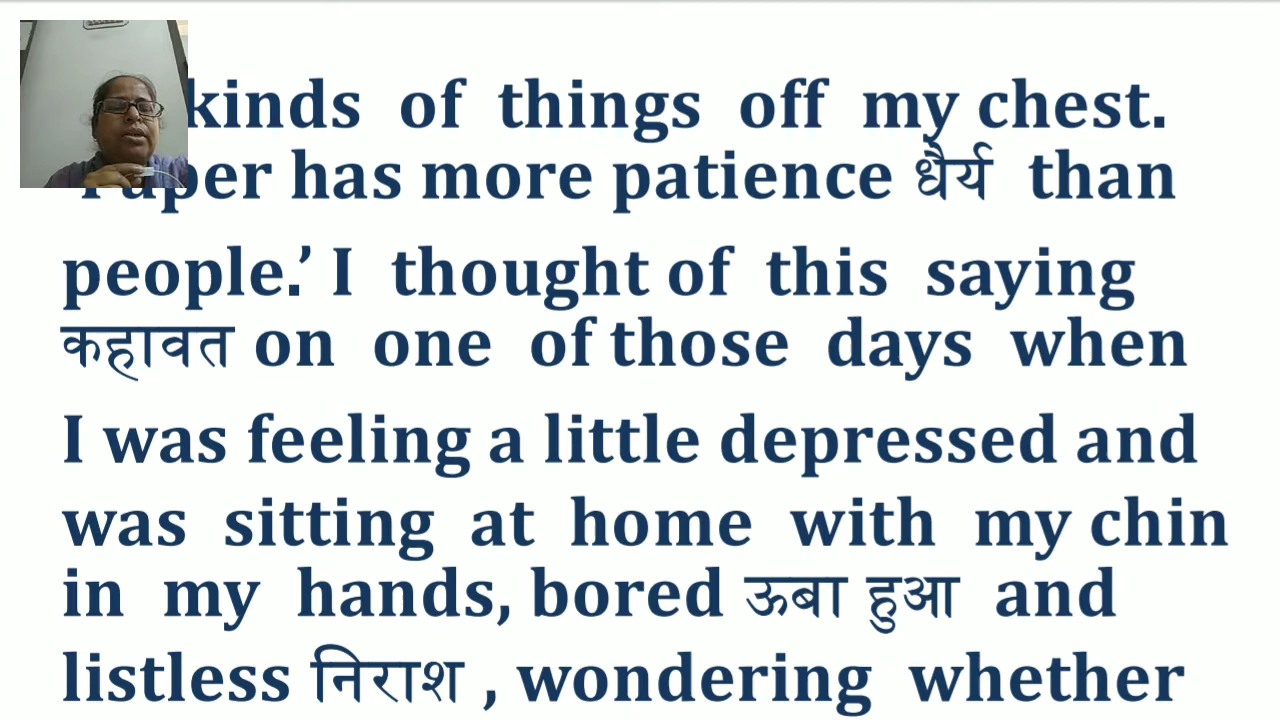 kinds of things off my chest.
has more patience धैर्य than
people.’ I thought of this saying
कहावत on one of those days when
I was feeling a little depressed and
was sitting at home with my chin
in my hands, bored ऊबा हुआ and
listless निराश , wondering whether